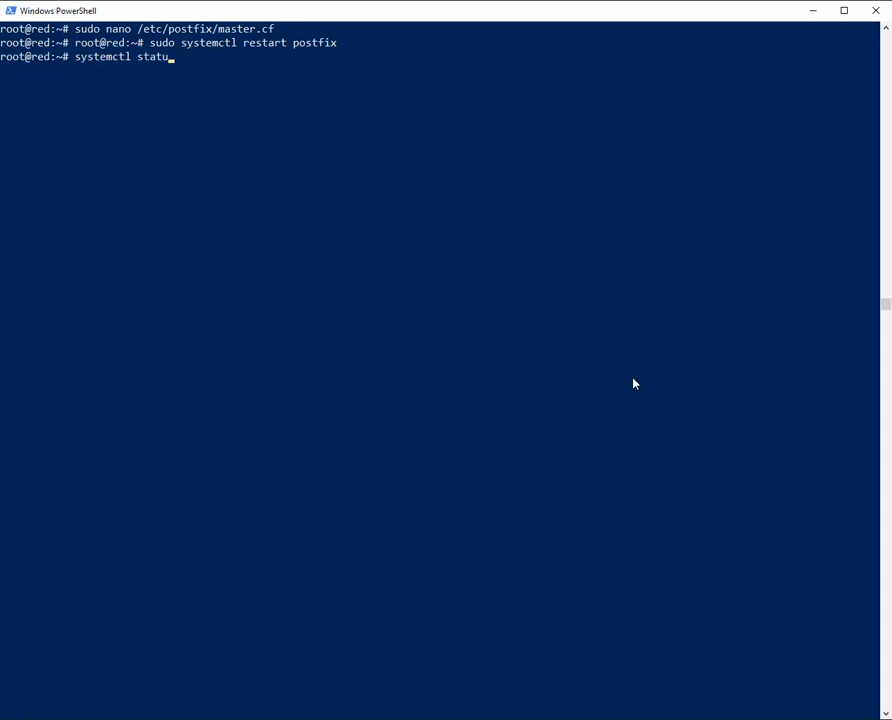 Windows PowerShell
root@red:~# sudo nano /etc/postfix/master.cf
root@red:~# root@red:~# sudo systemctl restart postfix
root@red:~# systemctl statu